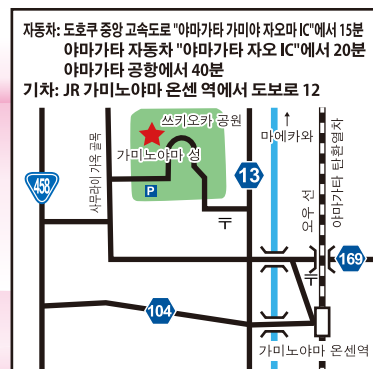 자동차: 도호쿠 중앙 고속도로 "야마가타 가미야 자오마 IC"에서 15분
야마가타 자동차 "야마가타 자오 IC"에서 20분
야마가타 공항에서 40분
기차: JR 가미노야마 온센 역에서 도보로 12
쓰키오카 공원
가미노야마 성
마에카와
사무라이 가옥 골목
오우 선
야마가타 탄환열차
458
P
13
〒
169
〒
104
가미노야마 온센역